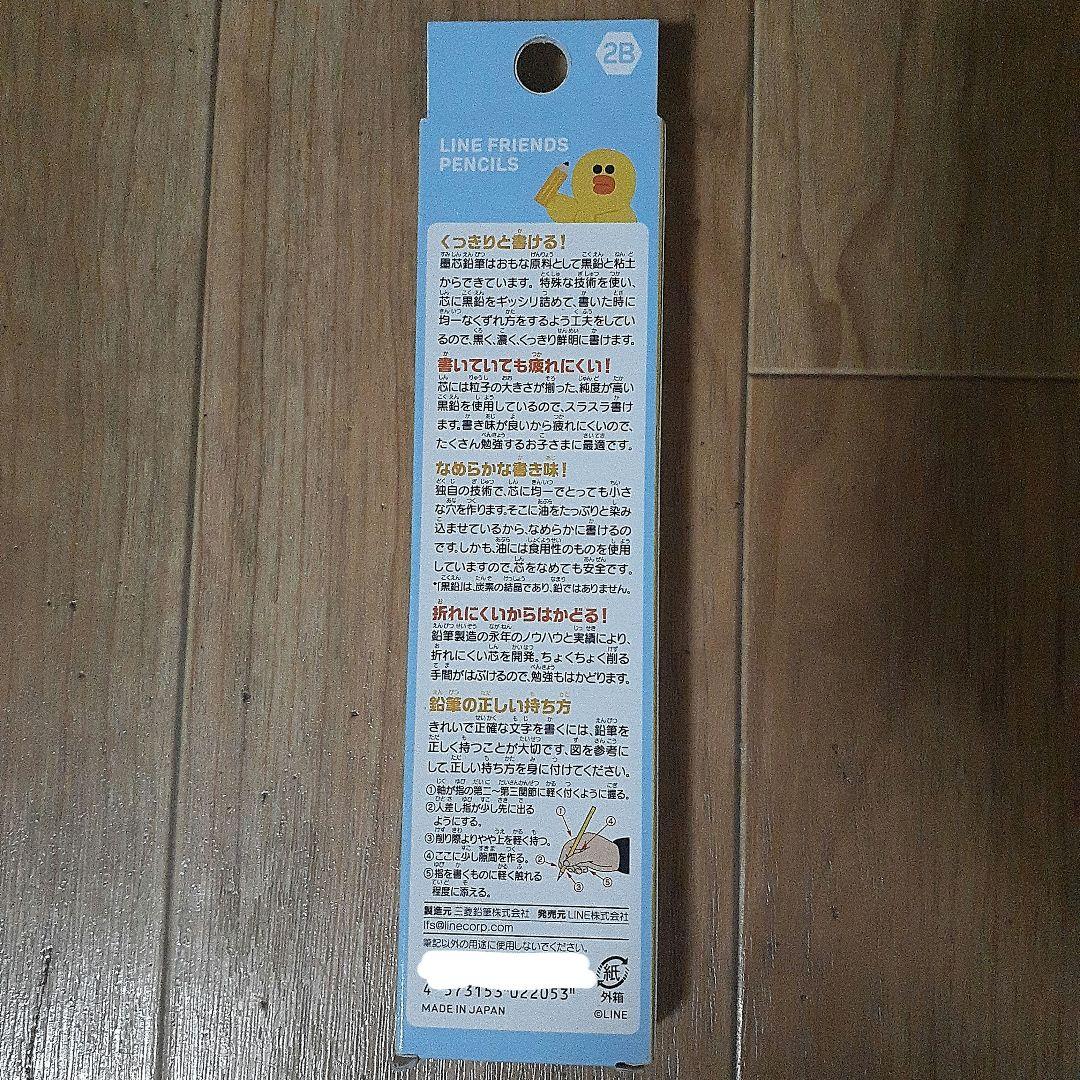 2B
LINE FRIENDS
PENCILS
くっきりと書ける!
墨芯鉛筆はおもな原料として黒鉛と粘土
からできています。特殊な技術を使い、
芯に黒鉛をギッシリ詰めて、書いた時に
均一なくずれ方をするよう工夫をしてい
るので、黒く、濃く、くっきり鮮明に書けます。
書いていても疲れにくい!
芯には粒子の大きさが揃った、純度が高い
黒鉛を使用しているので、スラスラ書け
ます。書き味が良いから疲れにくいので、
たくさん勉強するお子さまに最適です。
なめらかな書き味!
独自の技術で、芯に均一でとっても小さ
な穴を作ります。そこに油をたっぷりと染み
込ませているから、なめらかに書けるの
です。しかも、油には食用性のものを使用
していますので、芯をなめても安全です。
*「黒鉛」は、炭素の結晶であり、鉛ではありません。
折れにくいからはかどる!
鉛筆製造の永年のノウハウと実績により、
折れにくい芯を開発。ちょくちょく削る
手間がはぶけるので、勉強もはかどります。
鉛筆の正しい持ち方
きれいで正確な文字を書くには、鉛筆を
正しく持つことが大切です。図を参考に
して、正しい持ち方を身に付けてください。
①軸が指の第二〜第三関節に軽く付くように握る。
②人差し指が少し先に出る
ようにする。
③削り際よりやや上を軽く持つ。
④ここに少し隙間を作る。
⑤指を書くものに軽く触れる
程度に添える。
① ④ ② ③ ⑤
製造元 三菱鉛筆株式会社 発売元 LINE株式会社
lfs@linecorp.com
筆記以外の用途に使用しないでください。
4 573153 022053
紙
外箱
MADE IN JAPAN
©LINE